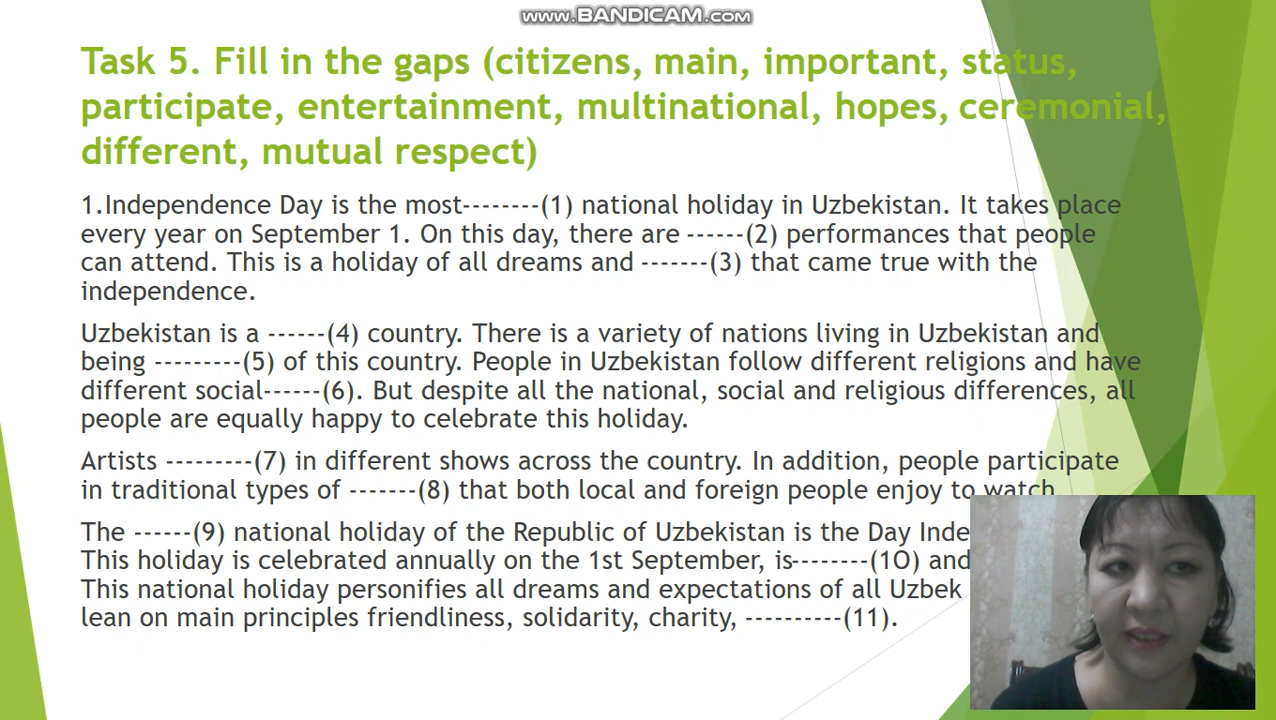 www.BANDICAM.com
Task 5. Fill in the gaps (citizens, main, important, status,
participate, entertainment, multinational, hopes, ceremonial,
different, mutual respect)
1.Independence Day is the most--------(1) national holiday in Uzbekistan. It takes place
every year on September 1. On this day, there are ------(2) performances that people
can attend. This is a holiday of all dreams and -------(3) that came true with the
independence.
Uzbekistan is a ------(4) country. There is a variety of nations living in Uzbekistan and
being ---------(5) of this country. People in Uzbekistan follow different religions and have
different social------(6). But despite all the national, social and religious differences, all
people are equally happy to celebrate this holiday.
Artists ---------(7) in different shows across the country. In addition, people participate
in traditional types of -------(8) that both local and foreign people enjoy to watch
The ------(9) national holiday of the Republic of Uzbekistan is the Day Inde
This holiday is celebrated annually on the 1st September, is--------(1O) and
This national holiday personifies all dreams and expectations of all Uzbek
lean on main principles friendliness, solidarity, charity, ----------(11).